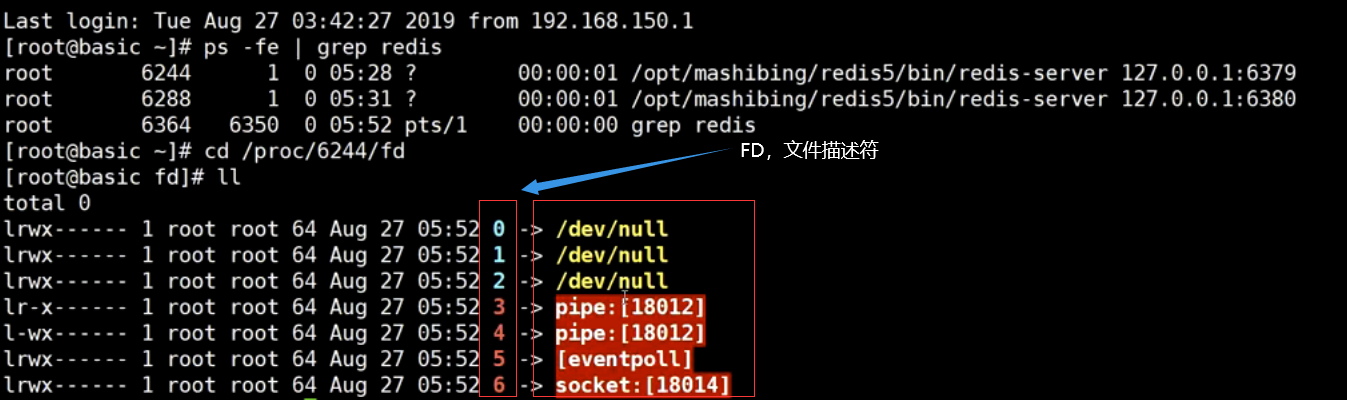 Last login: Tue Aug 27 03:42:27 2019 from 192.168.150.1
[root@basic ~]# ps -fe | grep redis
root 6244 1 0 05:28 ? 00:00:01 /opt/mashibing/redis5/bin/redis-server 127.0.0.1:6379
root 6288 1 0 05:31 ? 00:00:01 /opt/mashibing/redis5/bin/redis-server 127.0.0.1:6380
root 6364 6350 0 05:52 pts/1 00:00:00 grep redis
[root@basic ~]# cd /proc/6244/fd
FD，文件描述符
[root@basic fd]# ll
total 0
lrwx------ 1 root root 64 Aug 27 05:52 0 -> /dev/null
lrwx------ 1 root root 64 Aug 27 05:52 1 -> /dev/null
lrwx------ 1 root root 64 Aug 27 05:52 2 -> /dev/null
lr-x------ 1 root root 64 Aug 27 05:52 3 -> pipe:[18012]
l-wx------ 1 root root 64 Aug 27 05:52 4 -> pipe:[18012]
lrwx------ 1 root root 64 Aug 27 05:52 5 -> [eventpoll]
lrwx------ 1 root root 64 Aug 27 05:52 6 -> socket:[18014]